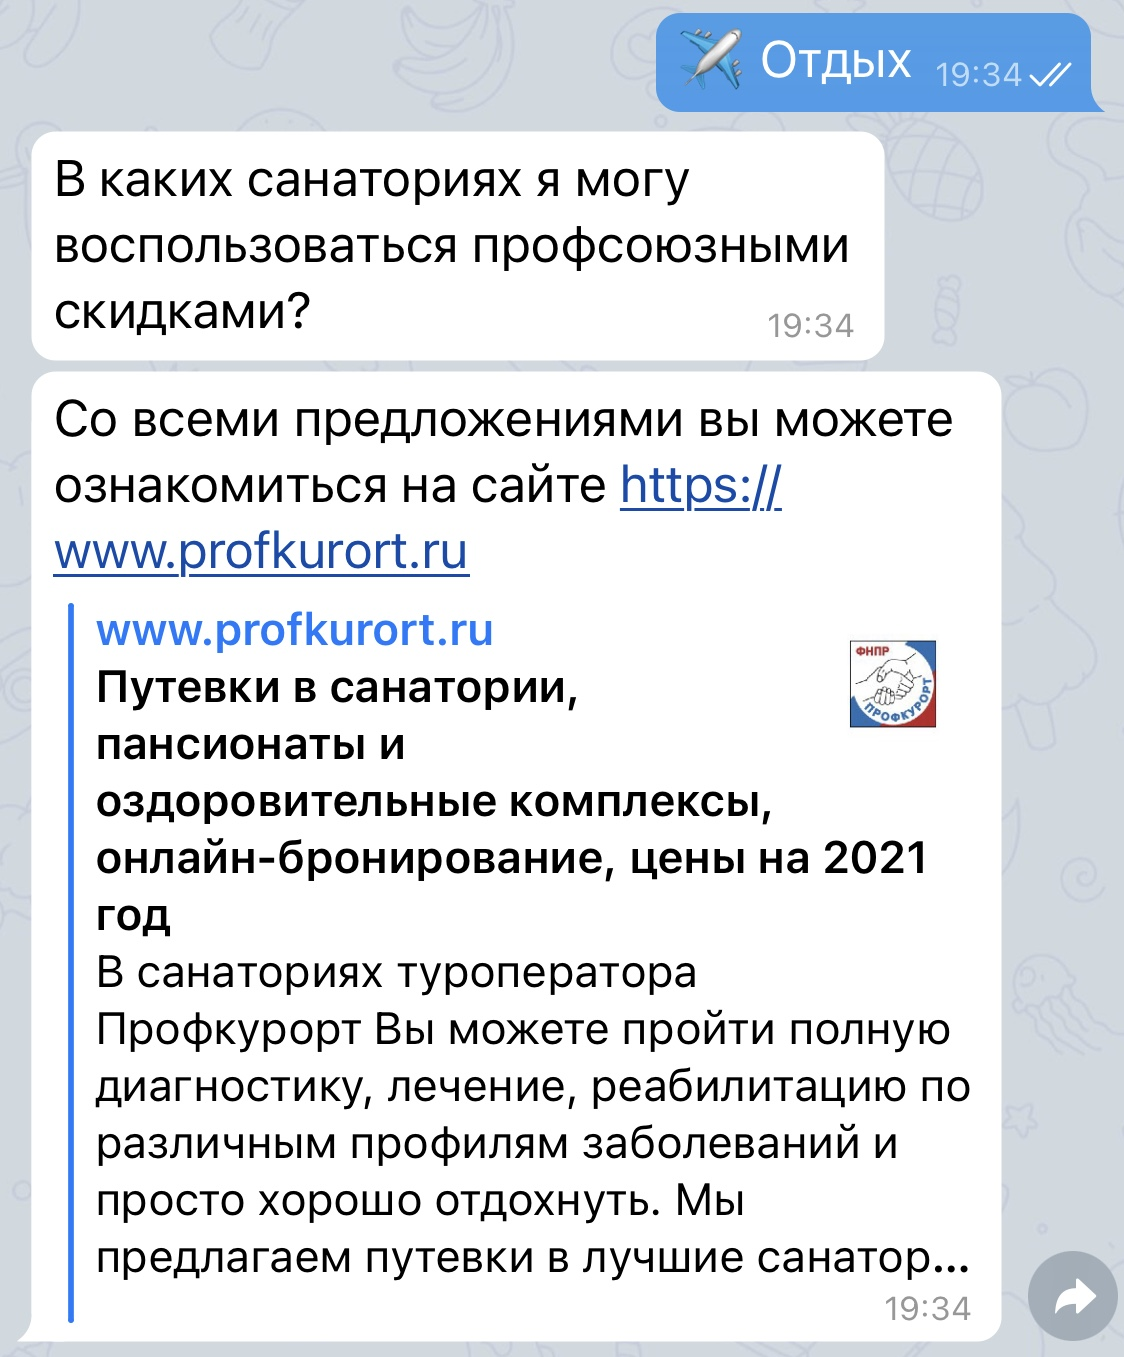 ✈️ Отдых 19:34
В каких санаториях я могу
воспользоваться профсоюзными
скидками?
19:34
Со всеми предложениями вы можете
ознакомиться на сайте https://
www.profkurort.ru
www.profkurort.ru
ФНПР
ПРОФКУРОРТ
Путевки в санатории,
пансионаты и
оздоровительные комплексы,
онлайн-бронирование, цены на 2021
год
В санаториях туроператора
Профкурорт Вы можете пройти полную
диагностику, лечение, реабилитацию по
различным профилям заболеваний и
просто хорошо отдохнуть. Мы
предлагаем путевки в лучшие санатор...
19:34